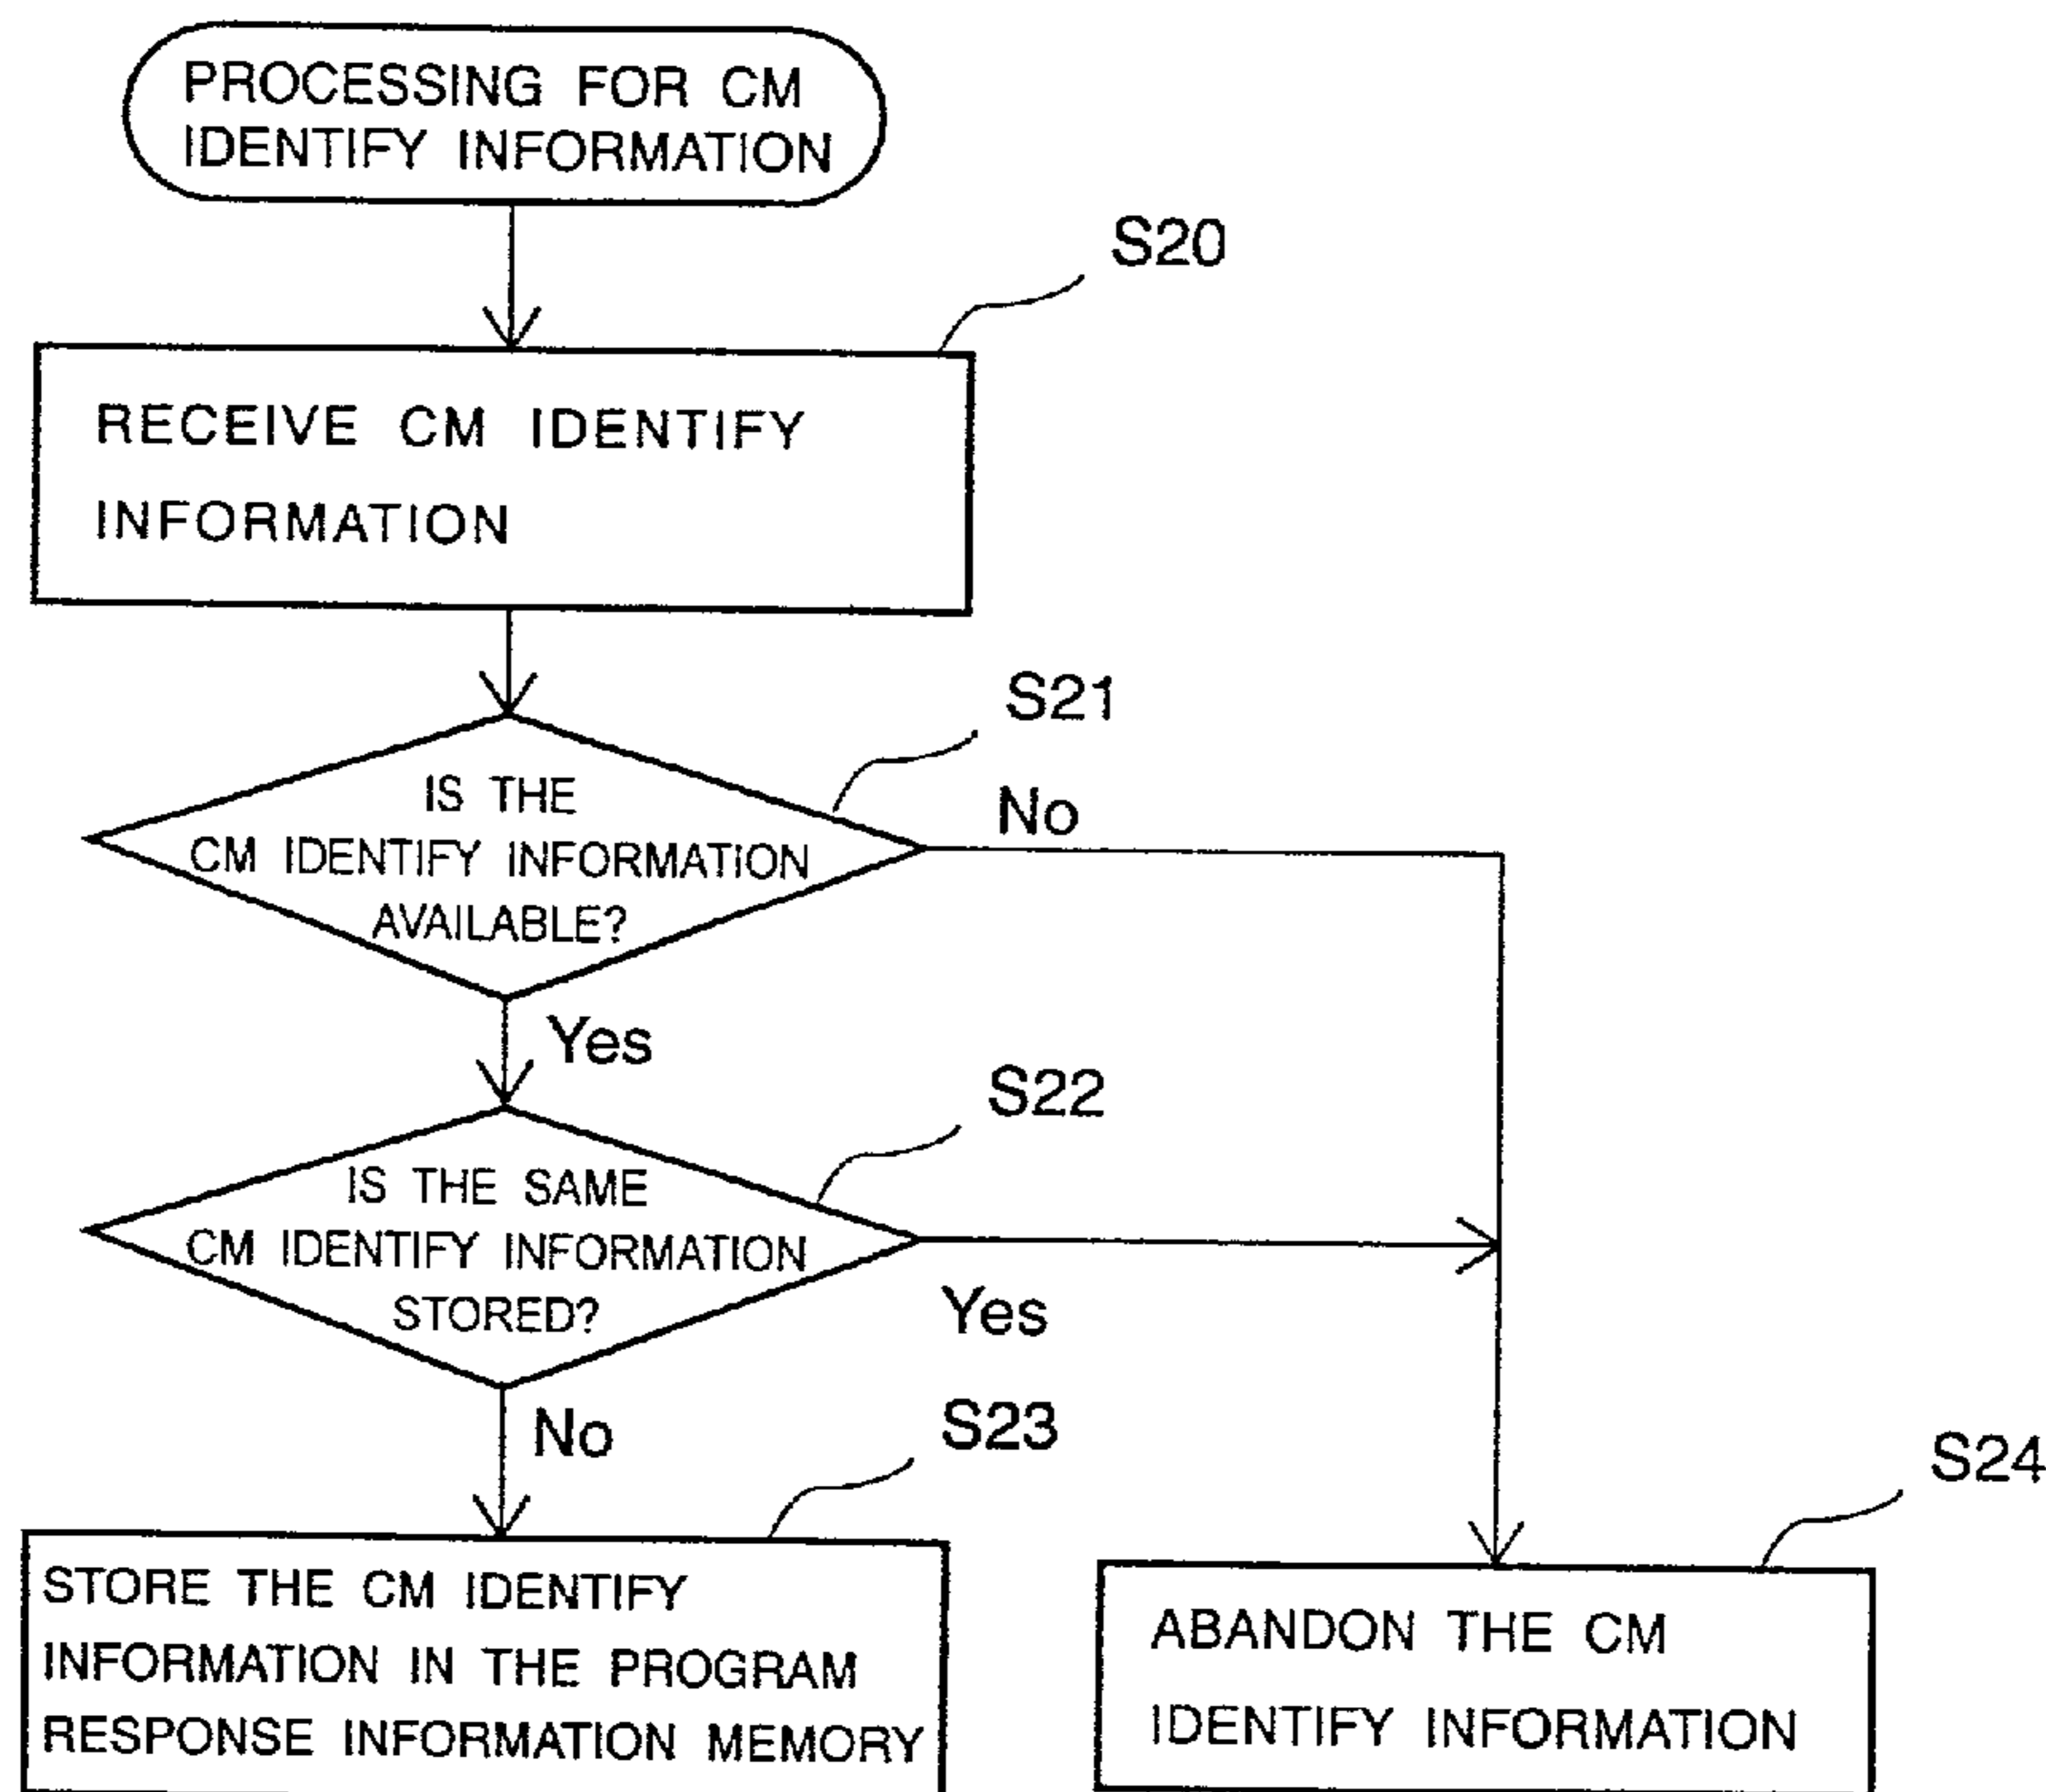 PROCESSING FOR CM
IDENTIFY INFORMATION
S20
RECEIVE CM IDENTIFY
INFORMATION
S21
IS THE
CM IDENTIFY INFORMATION
AVAILABLE?
No
Yes
S22
IS THE SAME
CM IDENTIFY INFORMATION
STORED?
Yes
No
S23
STORE THE CM IDENTIFY
INFORMATION IN THE PROGRAM
RESPONSE INFORMATION MEMORY
S24
ABANDON THE CM
IDENTIFY INFORMATION